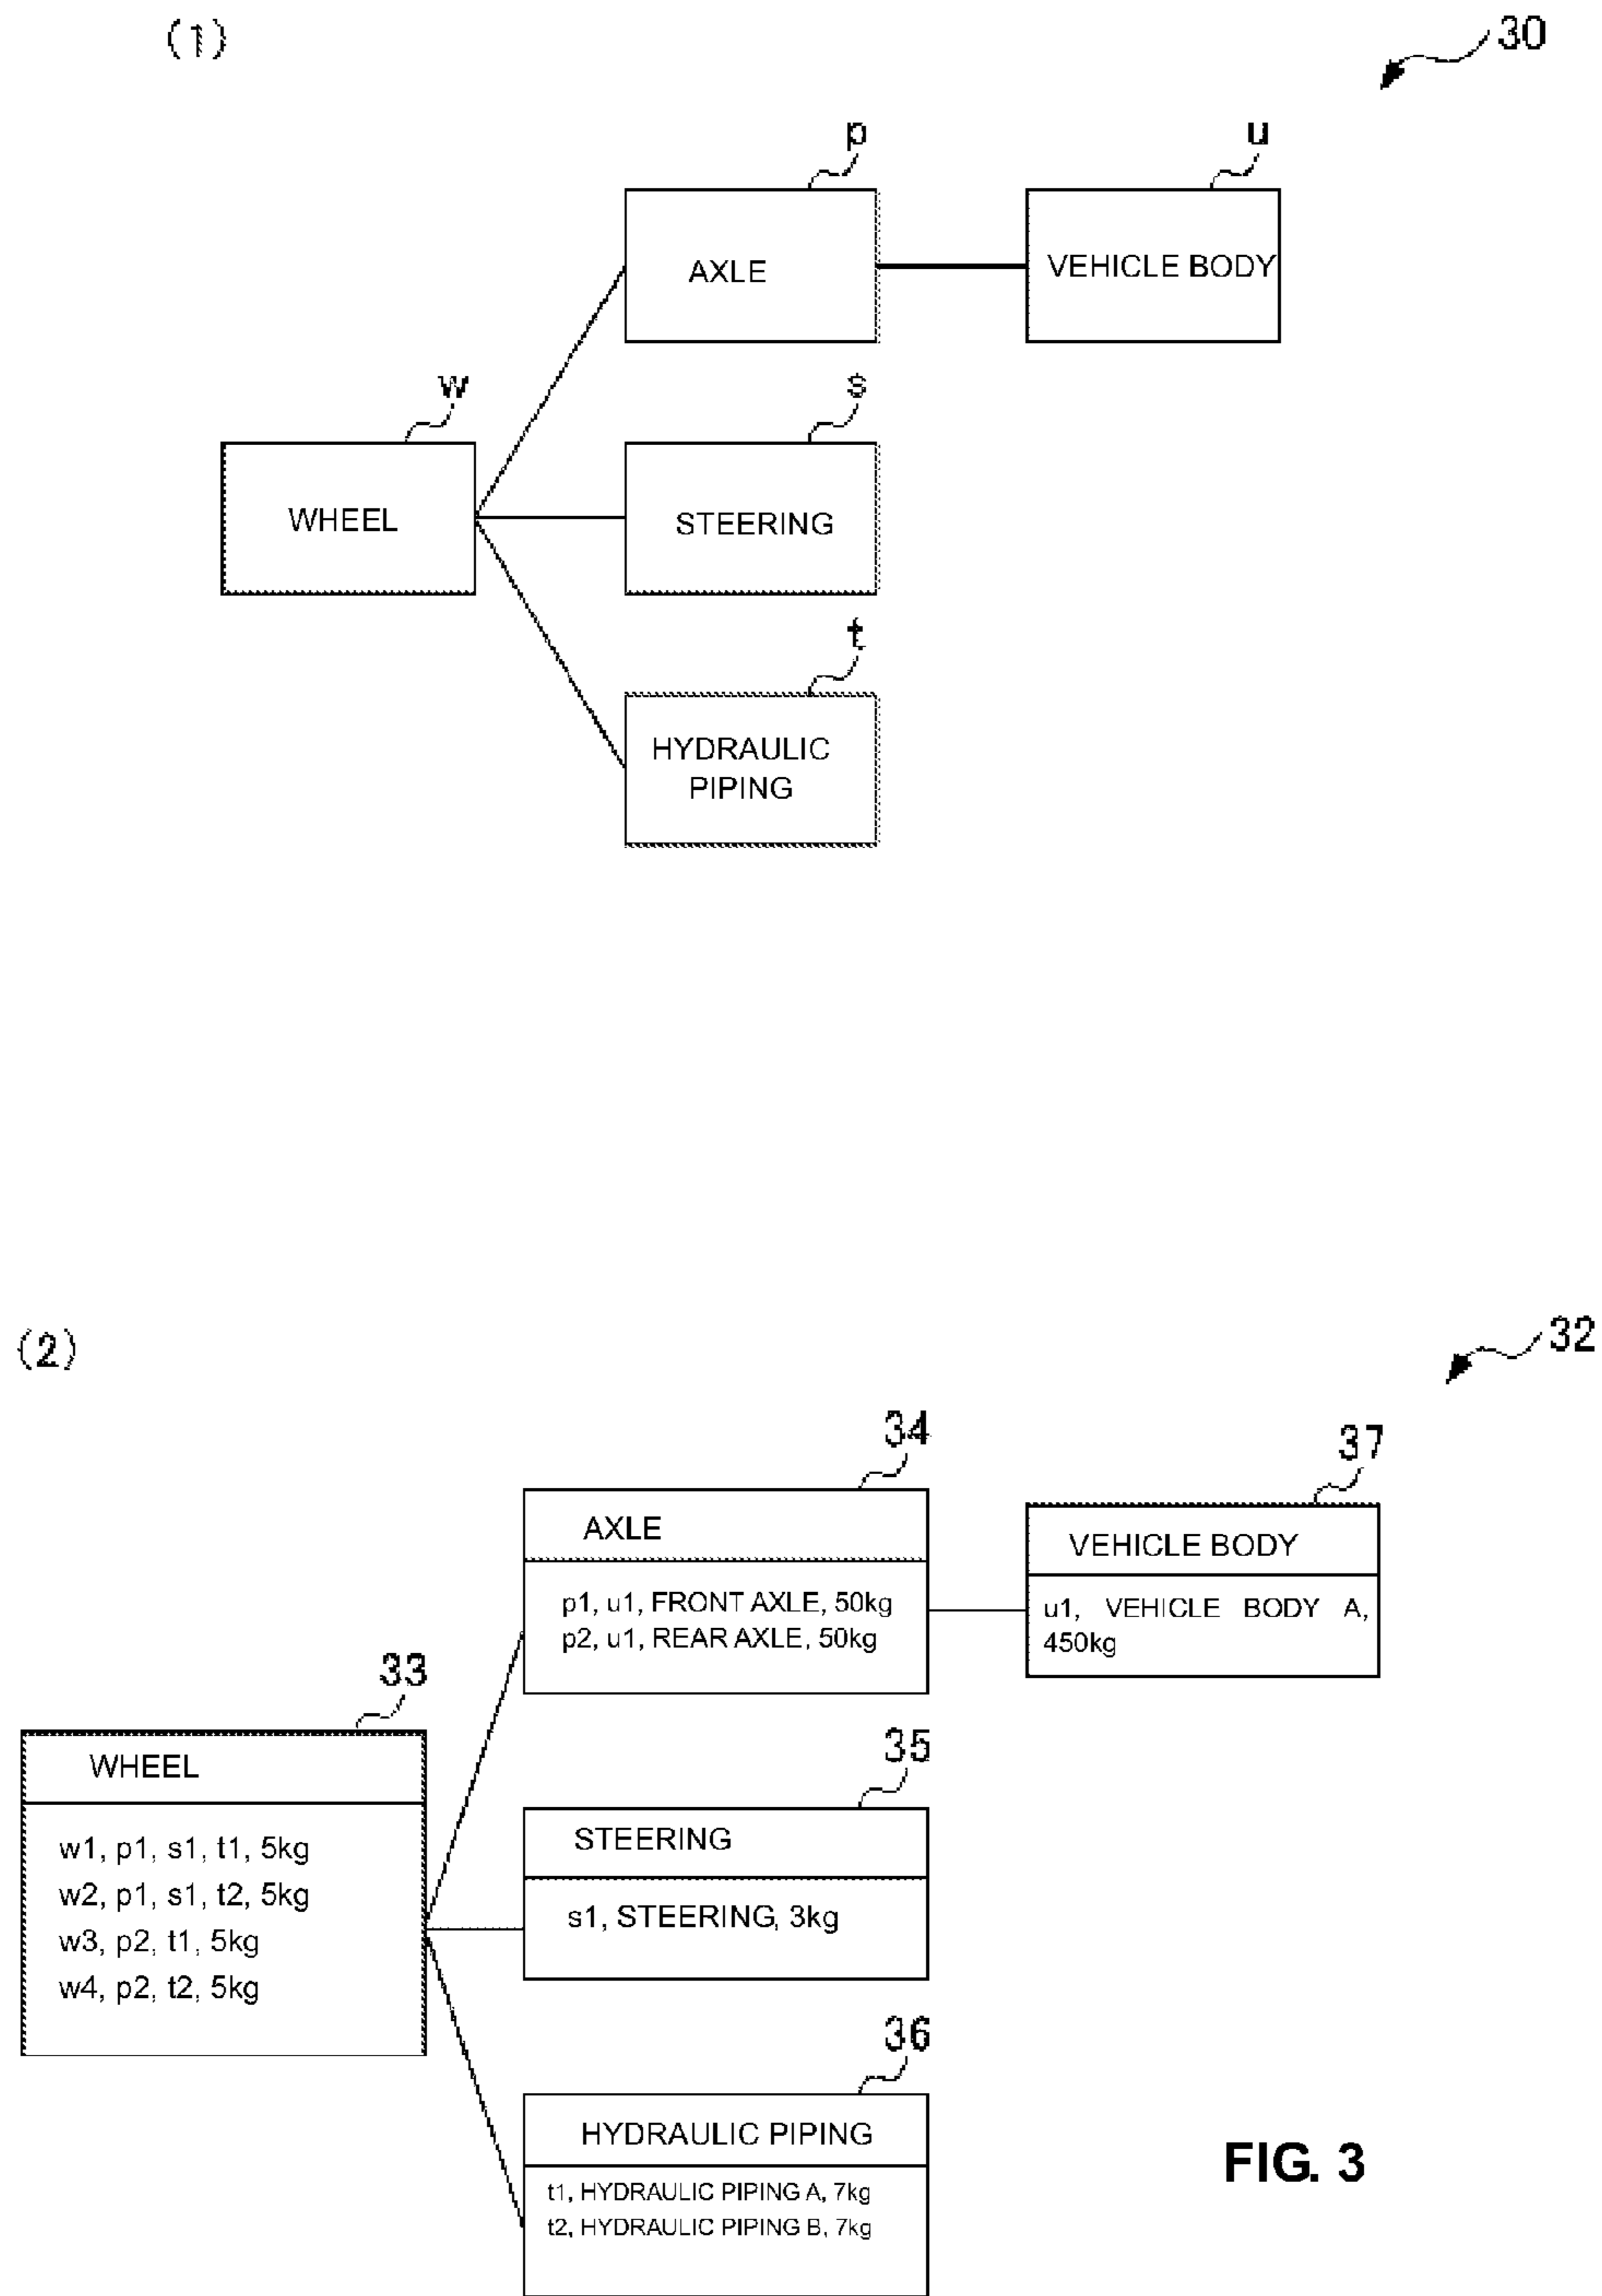 (1)
30
p
u
AXLE
VEHICLE BODY
w
s
WHEEL
STEERING
t
HYDRAULIC
PIPING
(2)
32
34
37
AXLE
VEHICLE BODY
p1, u1, FRONT AXLE, 50kg
p2, u1, REAR AXLE, 50kg
u1, VEHICLE BODY A,
450kg
33
WHEEL
w1, p1, s1, t1, 5kg
w2, p1, s1, t2, 5kg
w3, p2, t1, 5kg
w4, p2, t2, 5kg
35
STEERING
s1, STEERING, 3kg
36
HYDRAULIC PIPING
t1, HYDRAULIC PIPING A, 7kg
t2, HYDRAULIC PIPING B, 7kg
FIG. 3